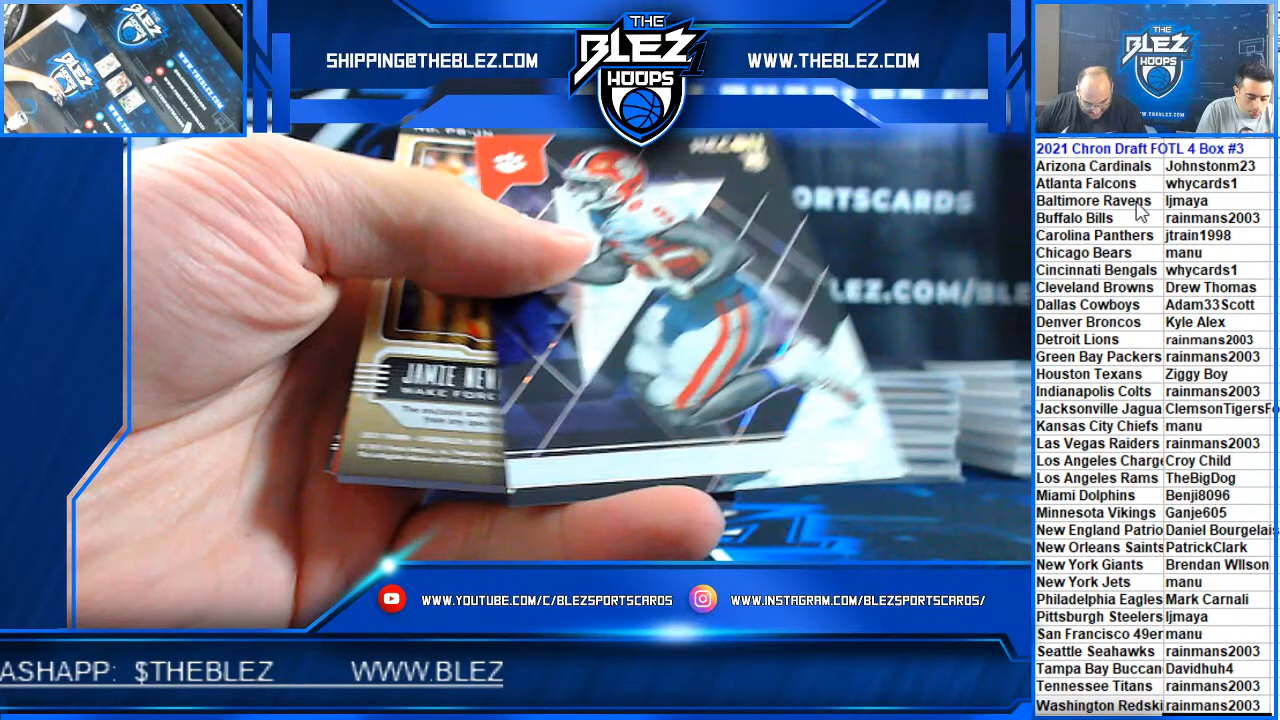 SHIPPING@THEBLEZ.COM
THE
BLEZ
HOOPS
WWW.THEBLEZ.COM
THE
BLEZ
RECON
ORTSCARDS
LEZ.COM/BLE
JAMIE NEW
WAKE FORE
WWW.YOUTUBE.COM/C/BLEZSPORTSCARDS
WWW.INSTAGRAM.COM/BLEZSPORTSCARDS/
ASHAPP: $THEBLEZ WWW.BLEZ
2021 Chron Draft FOTL 4 Box #3
Arizona Cardinals Johnstonm23
Atlanta Falcons whycards1
Baltimore Ravens ljmaya
Buffalo Bills rainmans2003
Carolina Panthers jtrain1998
Chicago Bears manu
Cincinnati Bengals whycards1
Cleveland Browns Drew Thomas
Dallas Cowboys Adam33Scott
Denver Broncos Kyle Alex
Detroit Lions rainmans2003
Green Bay Packers rainmans2003
Houston Texans Ziggy Boy
Indianapolis Colts rainmans2003
Jacksonville Jagua ClemsonTigersFo
Kansas City Chiefs manu
Las Vegas Raiders rainmans2003
Los Angeles Charge Croy Child
Los Angeles Rams TheBigDog
Miami Dolphins Benji8096
Minnesota Vikings Ganje605
New England Patrio Daniel Bourgelais
New Orleans Saints PatrickClark
New York Giants Brendan WIlson
New York Jets manu
Philadelphia Eagles Mark Carnali
Pittsburgh Steelers ljmaya
San Francisco 49er manu
Seattle Seahawks rainmans2003
Tampa Bay Buccan Davidhuh4
Tennessee Titans rainmans2003
Washington Redski rainmans2003